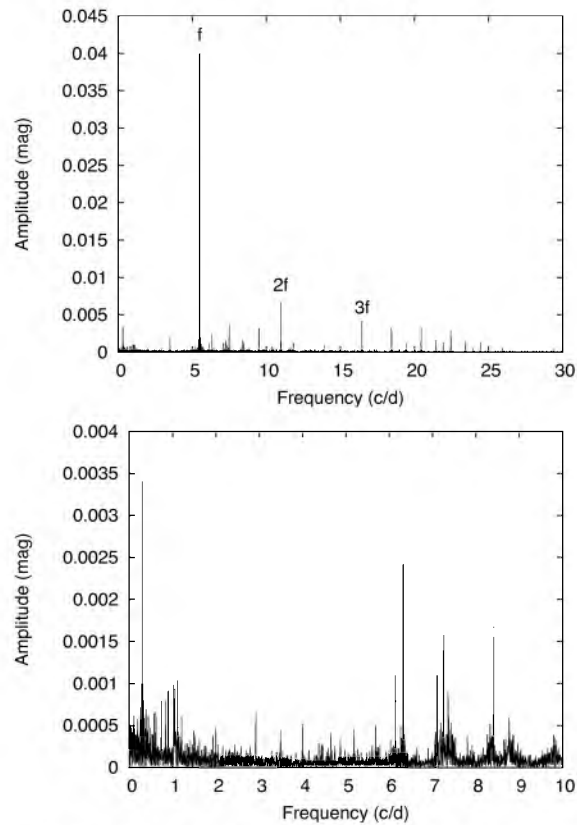 0.045
0.04
0.035
0.03
0.025
0.02
0.015
0.01
0.005
0
Amplitude (mag)
f
2f
3f
0 5 10 15 20 25 30
Frequency (c/d)
0.004
0.0035
0.003
0.0025
0.002
0.0015
0.001
0.0005
0
Amplitude (mag)
0 1 2 3 4 5 6 7 8 9 10
Frequency (c/d)